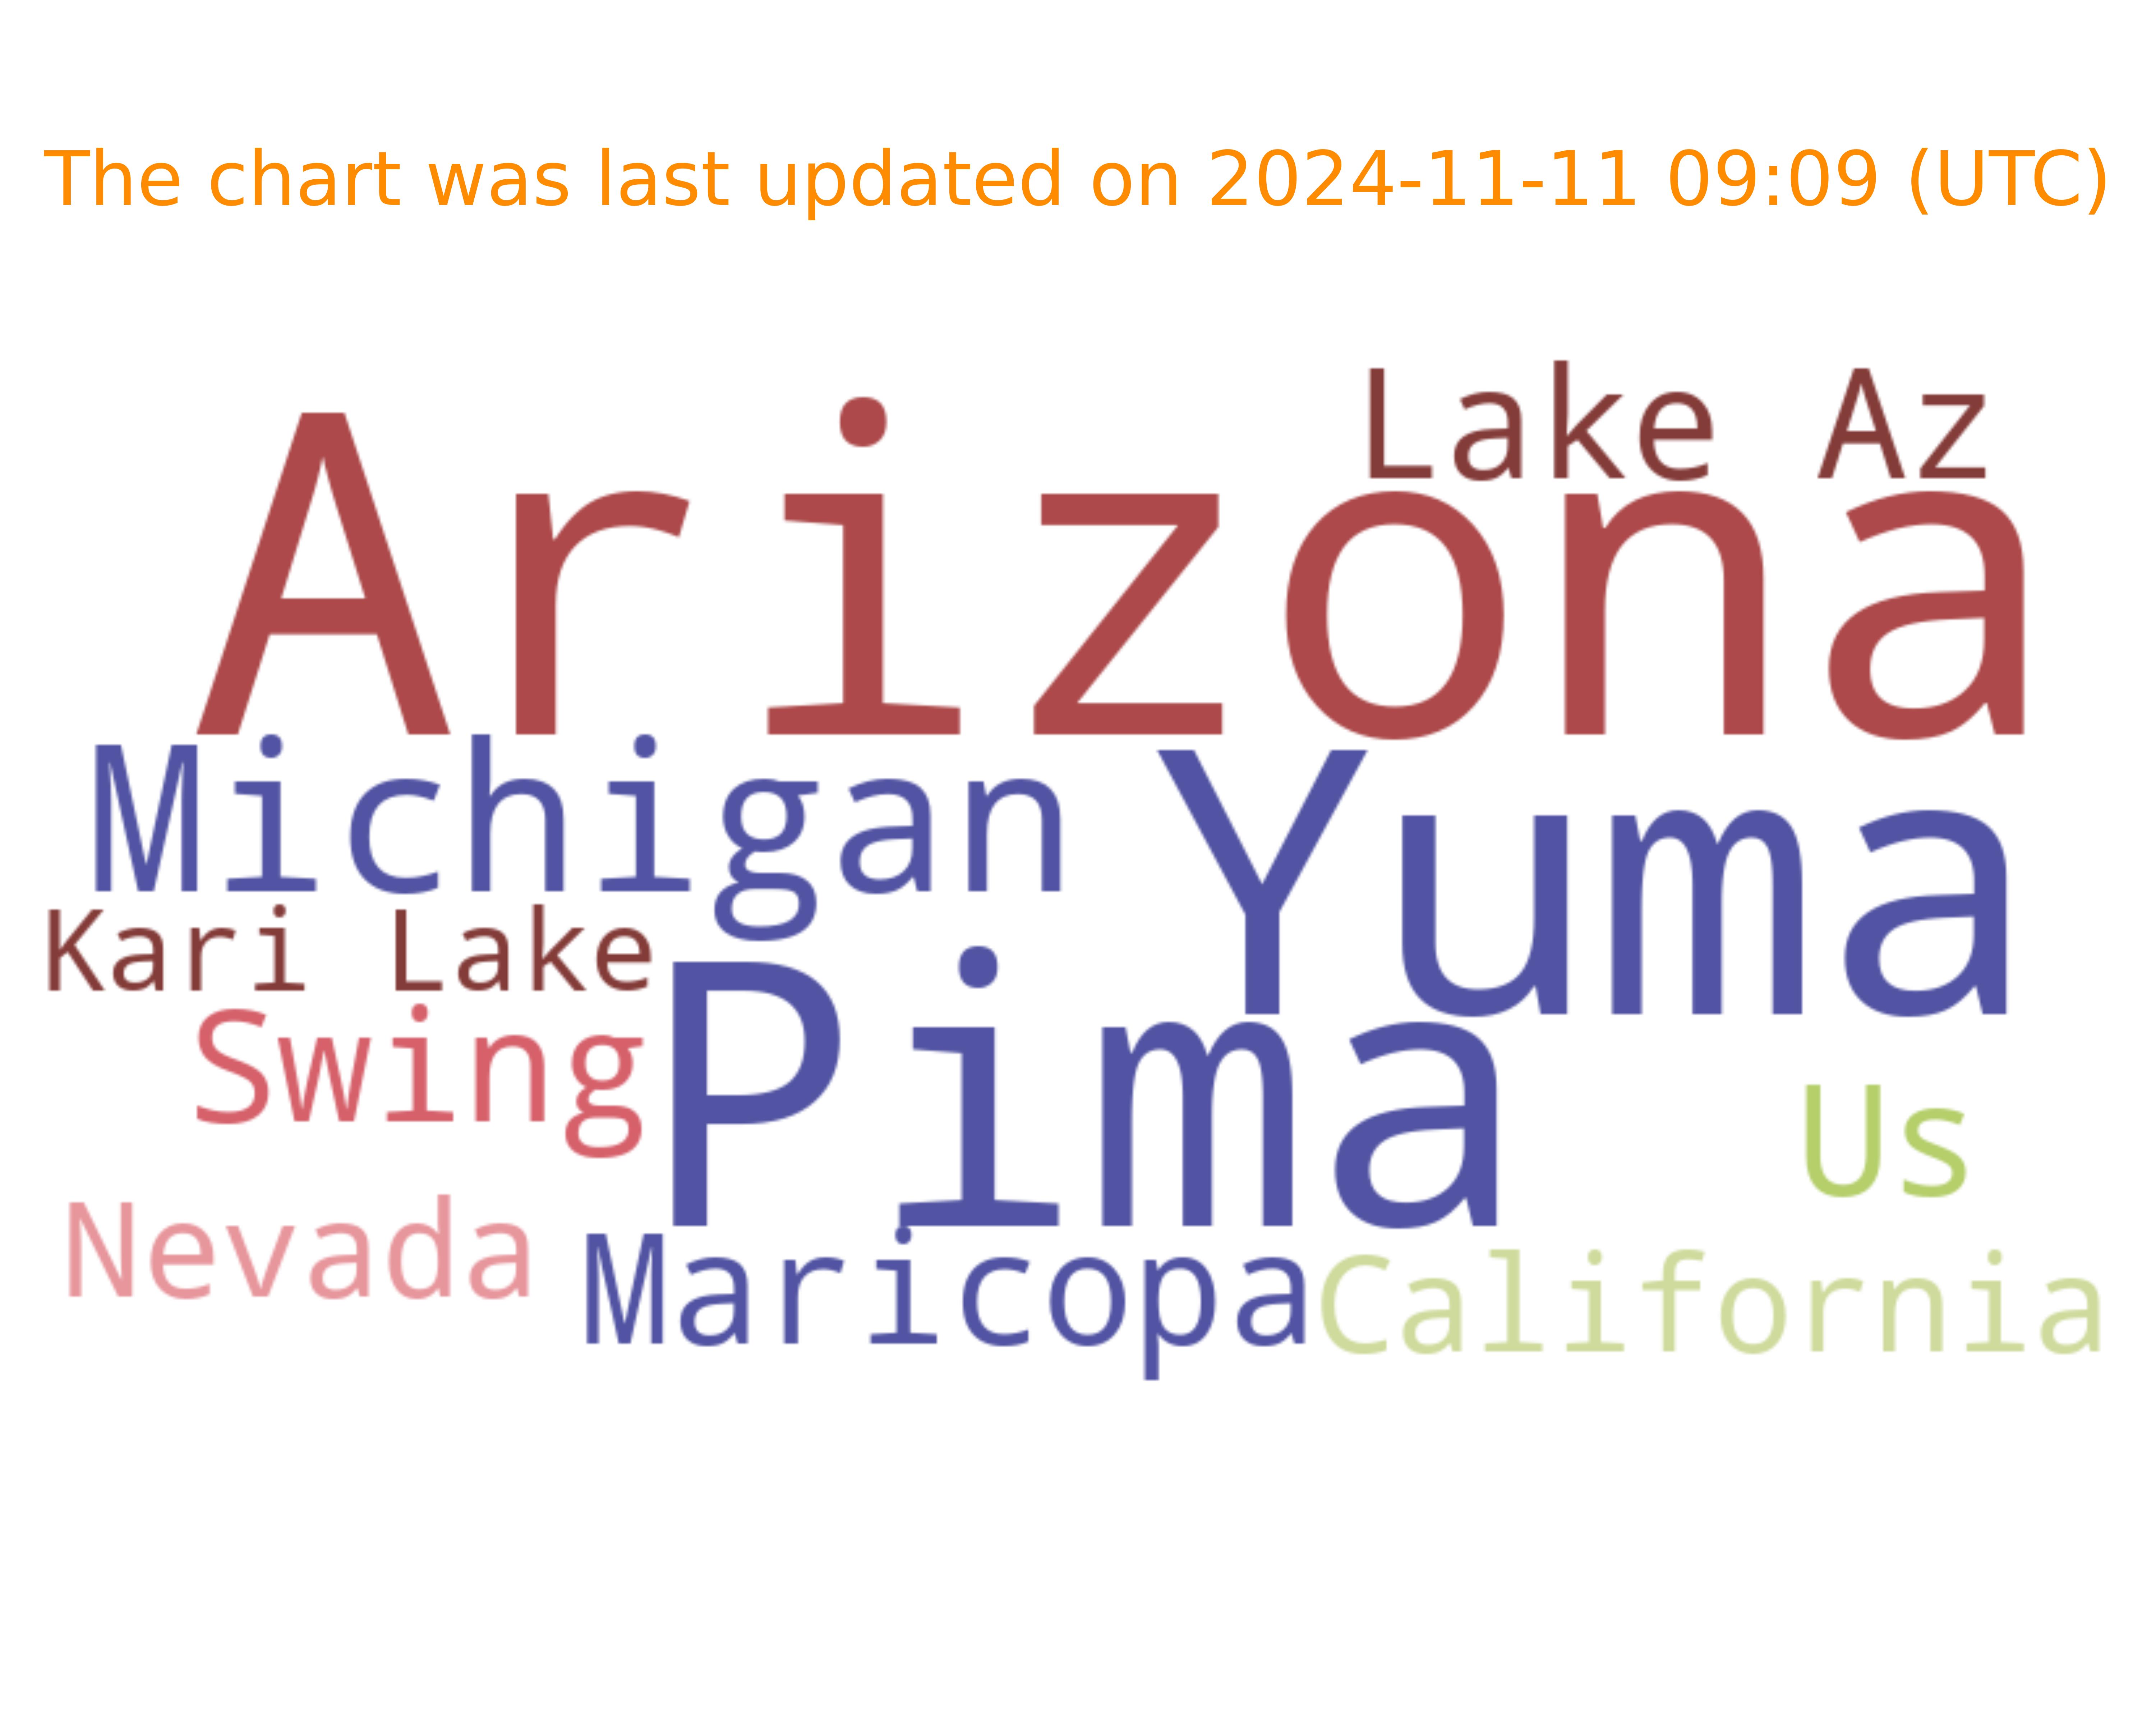 The chart was last updated on 2024-11-11 09:09 (UTC)
Lake Az
Arizona
Michigan
Yuma
Kari Lake
Pima
Swing
Us
Nevada
Maricopa
California